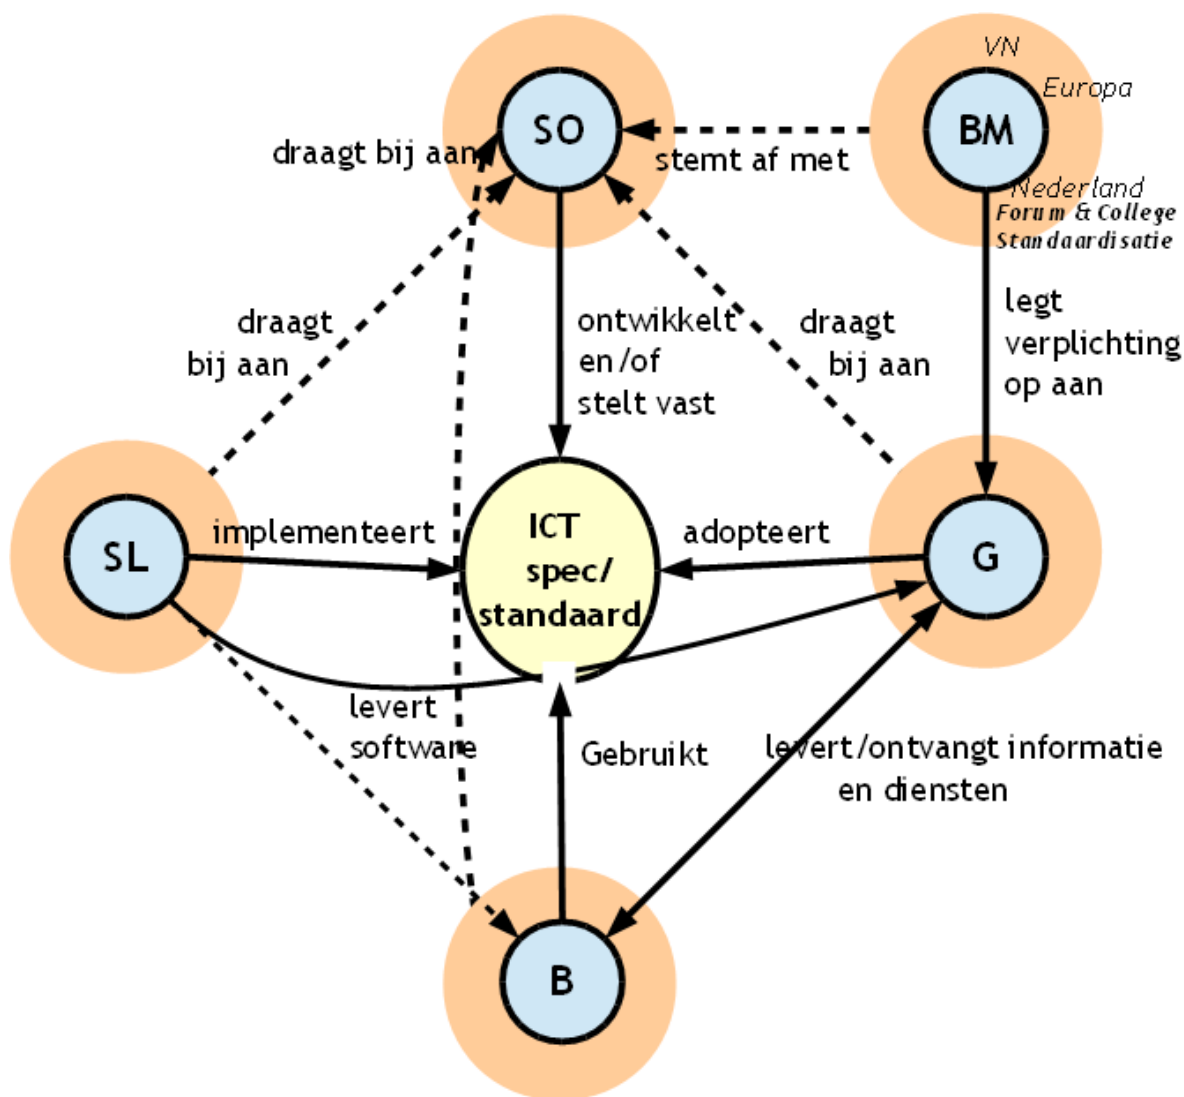 VN
Europa
SO
BM
draagt bij aan
stemt af met
Nederland
Forum & College
Standaardisatie
legt
verplichting
op aan
draagt
bij aan
ontwikkelt
en/of
stelt vast
draagt
bij aan
ICT
spec/
standaard
implementeert
adopteert
SL
G
levert
software
Gebruikt
levert/ontvangt informatie
en diensten
B